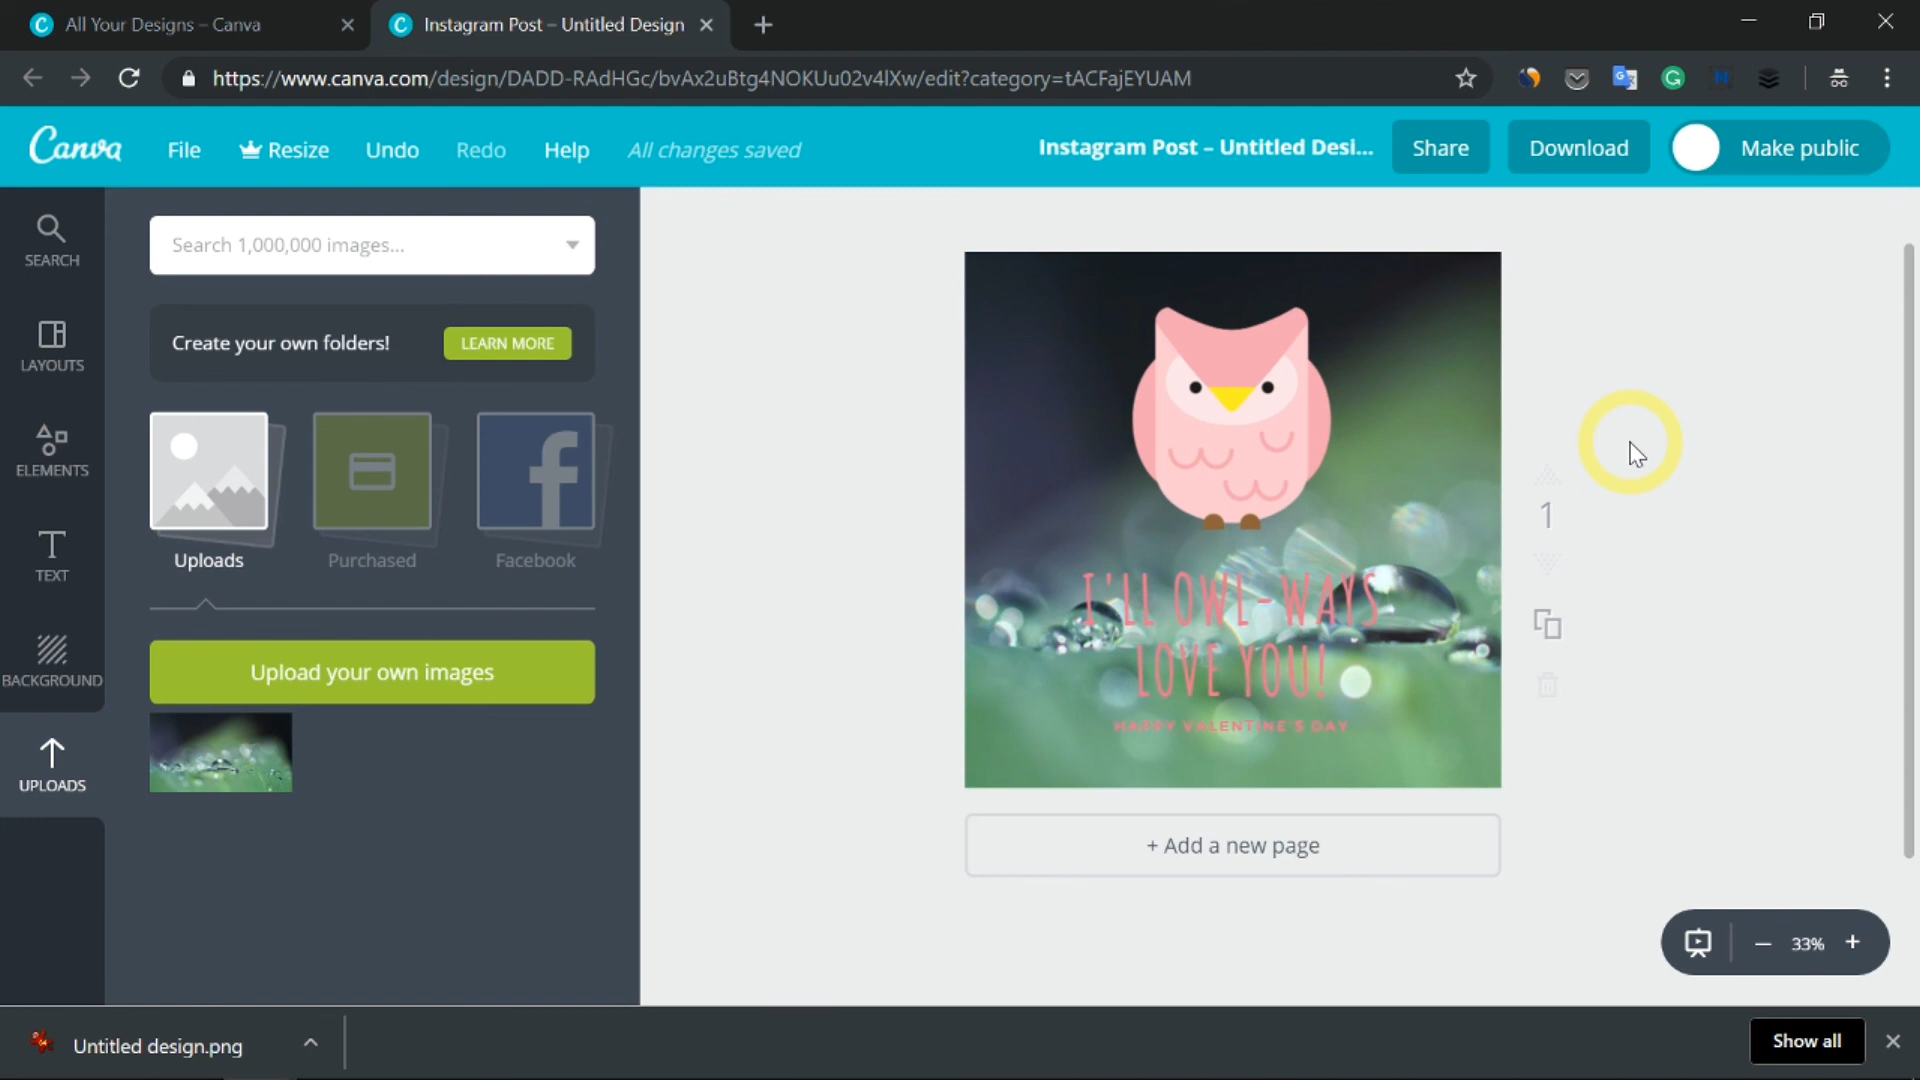 All Your Designs – Canva
Instagram Post – Untitled Design
https://www.canva.com/design/DADD-RAdHGc/bvAx2uBtg4NOKUu02v4lXw/edit?category=tACFajEYUAM
Canva
File
Resize
Undo
Redo
Help
All changes saved
Instagram Post – Untitled Desi...
Share
Download
Make public
SEARCH
LAYOUTS
ELEMENTS
TEXT
BACKGROUND
UPLOADS
Search 1,000,000 images...
Create your own folders!
LEARN MORE
Uploads
Purchased
Facebook
Upload your own images
I'LL OWL-WAYS
LOVE YOU!
HAPPY VALENTINE'S DAY
1
+ Add a new page
33%
Untitled design.png
Show all